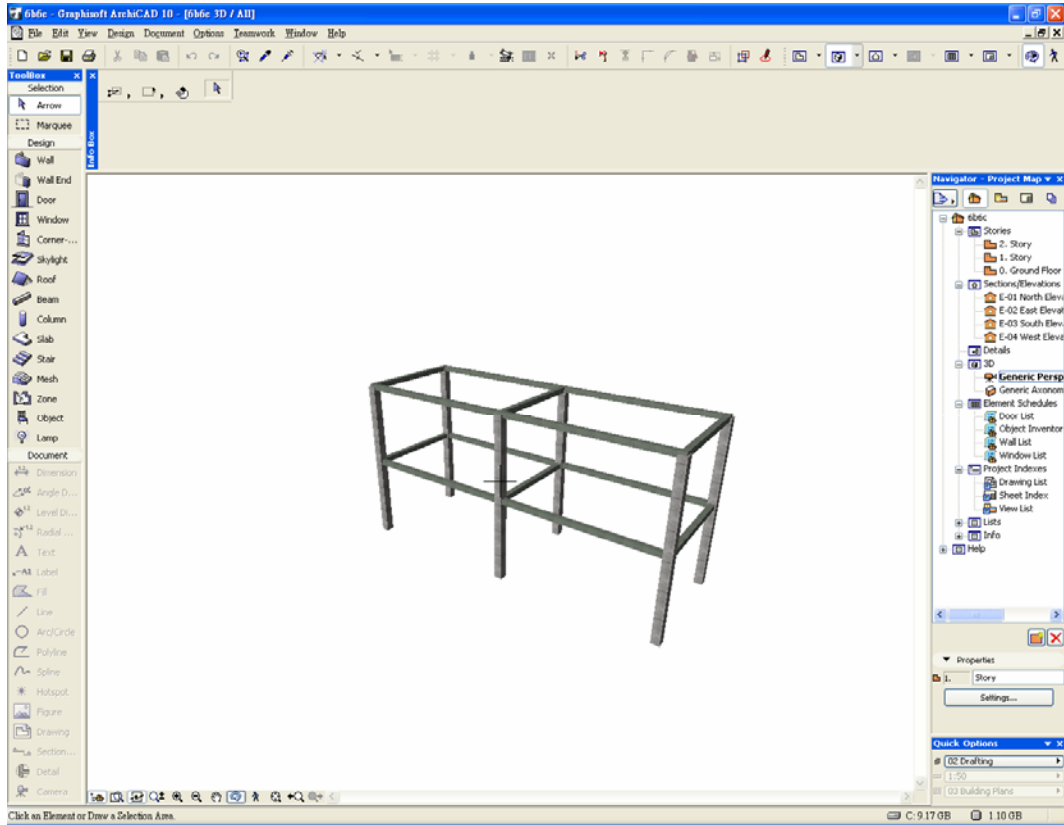 6b6c - Graphisoft ArchiCAD 10 - [6b6c 3D / All]
File Edit View Design Document Options Teamwork Window Help
ToolBox
Selection
Arrow
Marquee
Design
Wall
Wall End
Door
Window
Corner-...
Skylight
Roof
Beam
Column
Slab
Stair
Mesh
Zone
Object
Lamp
Document
Dimension
Angle D...
Level Di...
Radial ...
A Text
Label
Fill
Line
Arc/Circle
Polyline
Spline
Hotspot
Figure
Drawing
Section...
Detail
Camera
Info Box
Navigator - Project Map
6b6c
Stories
2. Story
1. Story
0. Ground Floor
Sections/Elevations
E-01 North Elev
E-02 East Elevat
E-03 South Elev
E-04 West Eleva
Details
3D
Generic Persp
Generic Axonom
Element Schedules
Door List
Object Inventor
Wall List
Window List
Project Indexes
Drawing List
Sheet Index
View List
Lists
Info
Help
Properties
1. Story
Settings...
Quick Options
02 Drafting
1:50
03 Building Plans
Click an Element or Draw a Selection Area.
C: 9.17 GB 1.10 GB